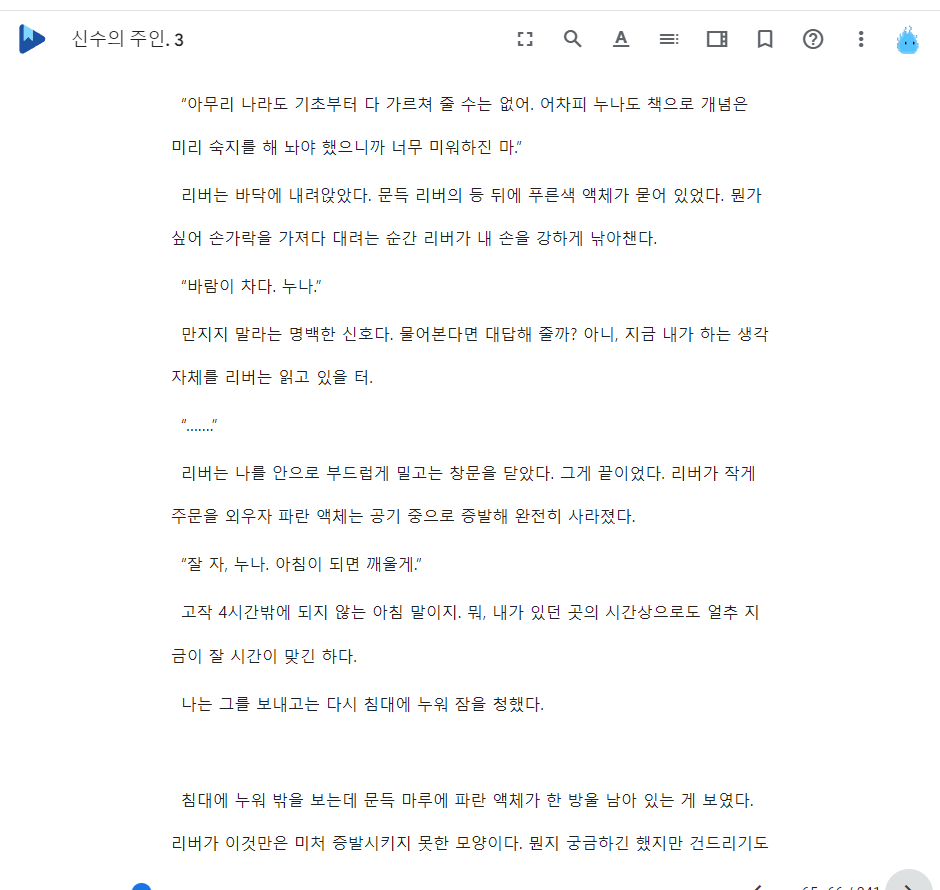 신수의 주인. 3
"아무리 나라도 기초부터 다 가르쳐 줄 수는 없어. 어차피 누나도 책으로 개념은
미리 숙지를 해 놔야 했으니까 너무 미워하진 마."
리버는 바닥에 내려앉았다. 문득 리버의 등 뒤에 푸른색 액체가 묻어 있었다. 뭔가
싶어 손가락을 가져다 대려는 순간 리버가 내 손을 강하게 낚아챈다.
"바람이 차다. 누나."
만지지 말라는 명백한 신호다. 물어본다면 대답해 줄까? 아니, 지금 내가 하는 생각
자체를 리버는 읽고 있을 터.
"……."
리버는 나를 안으로 부드럽게 밀고는 창문을 닫았다. 그게 끝이었다. 리버가 작게
주문을 외우자 파란 액체는 공기 중으로 증발해 완전히 사라졌다.
"잘 자, 누나. 아침이 되면 깨울게."
고작 4시간밖에 되지 않는 아침 말이지. 뭐, 내가 있던 곳의 시간상으로도 얼추 지
금이 잘 시간이 맞긴 하다.
나는 그를 보내고는 다시 침대에 누워 잠을 청했다.
침대에 누워 밖을 보는데 문득 마루에 파란 액체가 한 방울 남아 있는 게 보였다.
리버가 이것만은 미처 증발시키지 못한 모양이다. 뭔지 궁금하긴 했지만 건드리기도